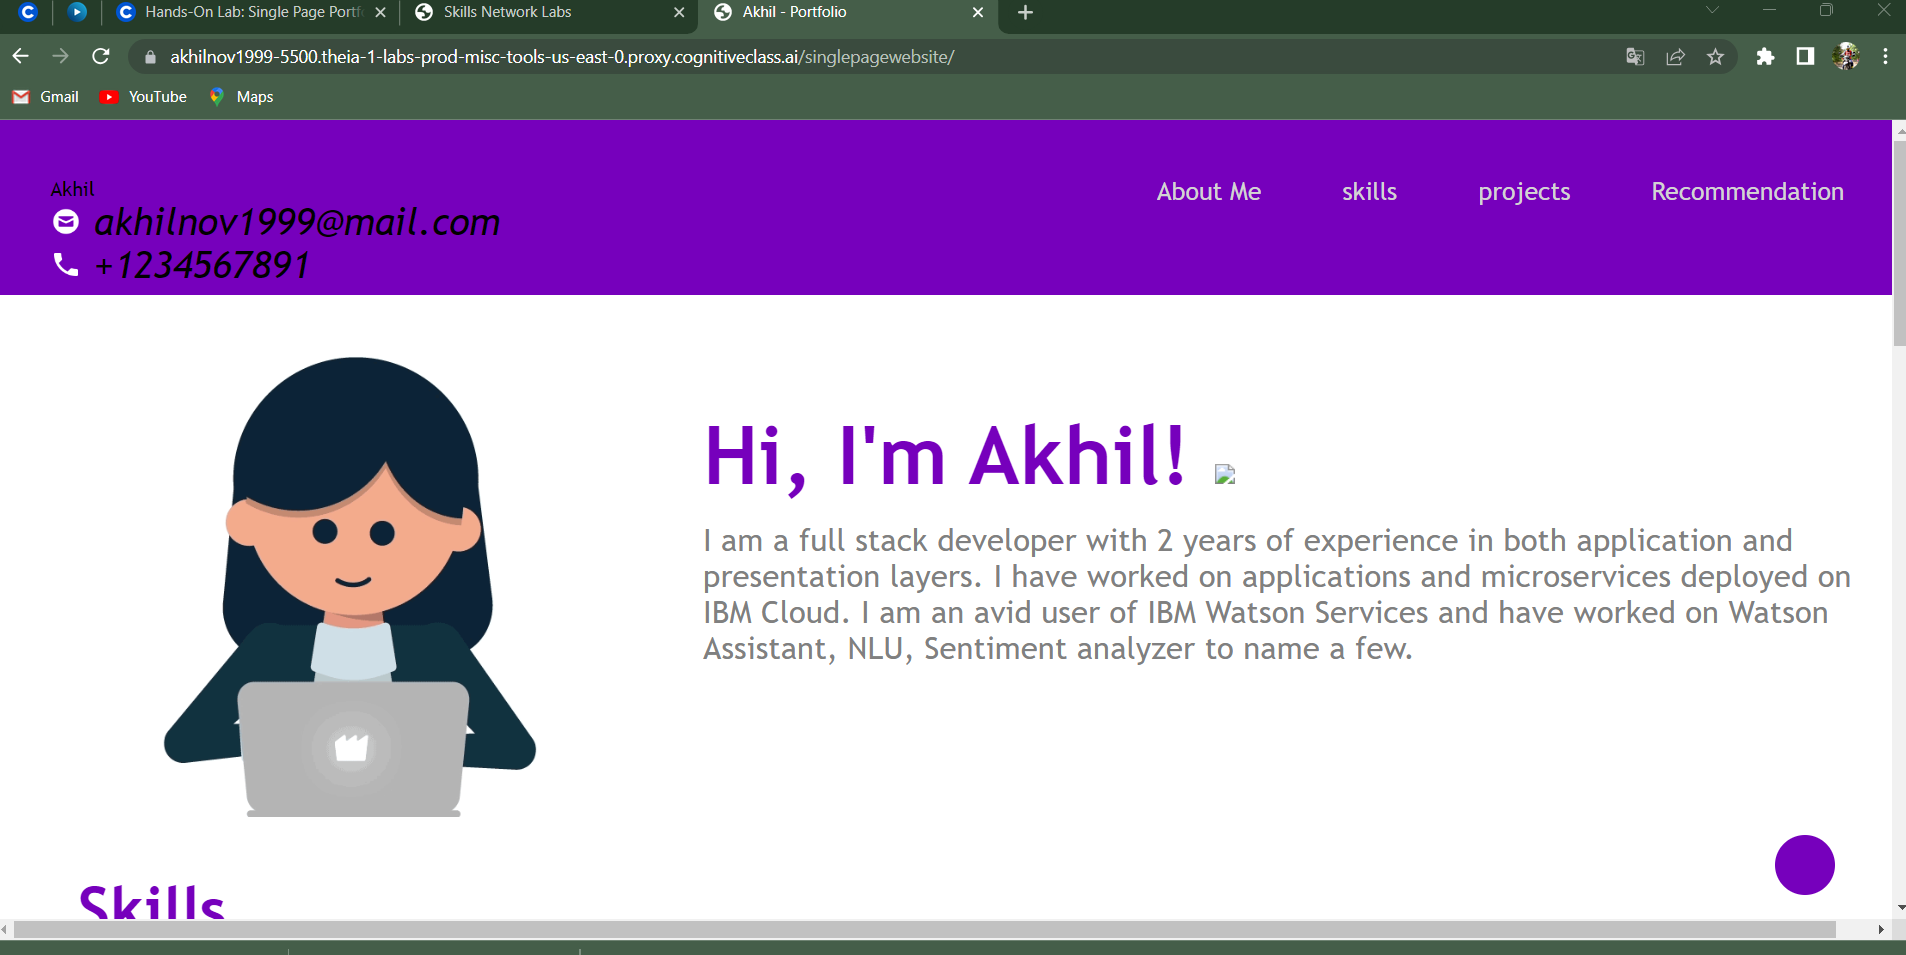 Hands-On Lab: Single Page Portf
Skills Network Labs
Akhil - Portfolio
akhilnov1999-5500.theia-1-labs-prod-misc-tools-us-east-0.proxy.cognitiveclass.ai/singlepagewebsite/
Gmail
YouTube
Maps
Akhil
akhilnov1999@mail.com
+1234567891
About Me
skills
projects
Recommendation
Hi, I'm Akhil!
I am a full stack developer with 2 years of experience in both application and
presentation layers. I have worked on applications and microservices deployed on
IBM Cloud. I am an avid user of IBM Watson Services and have worked on Watson
Assistant, NLU, Sentiment analyzer to name a few.
Skills